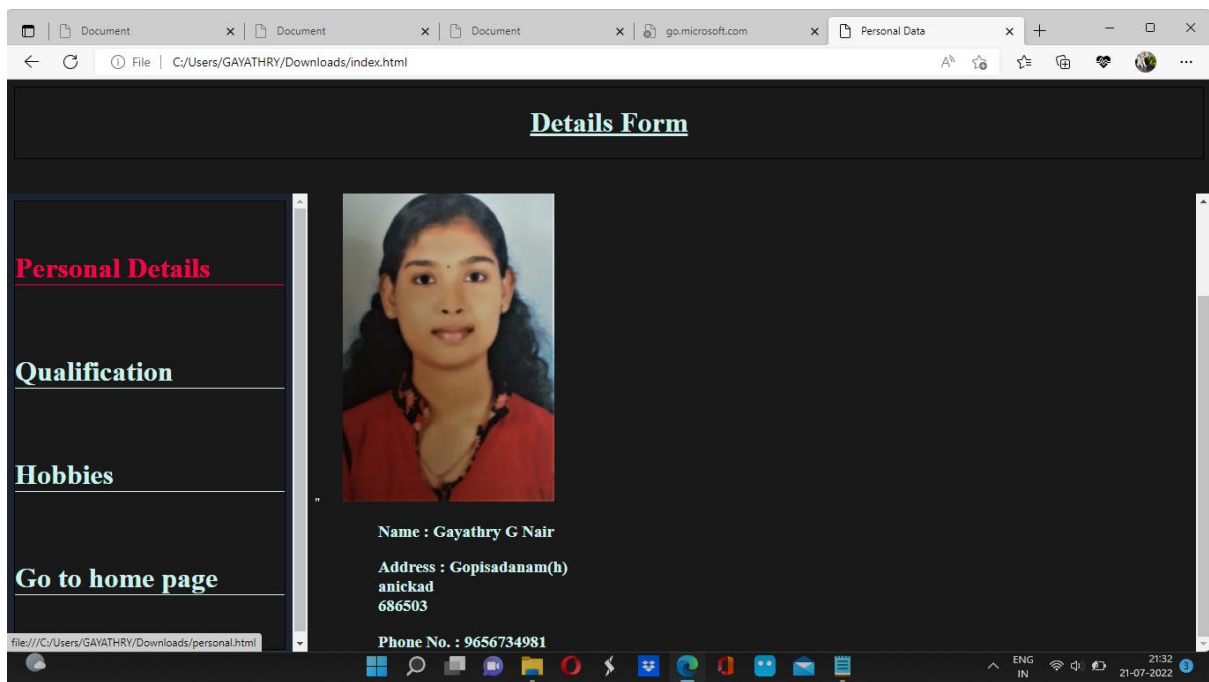 Document
Document
Document
go.microsoft.com
Personal Data
File
C:/Users/GAYATHRY/Downloads/index.html
Details Form
Personal Details
Qualification
Hobbies
Go to home page
"
Name : Gayathry G Nair
Address : Gopisadanam(h)
anickad
686503
Phone No. : 9656734981
file:///C:/Users/GAYATHRY/Downloads/personal.html
ENG
IN
21:32
21-07-2022
3